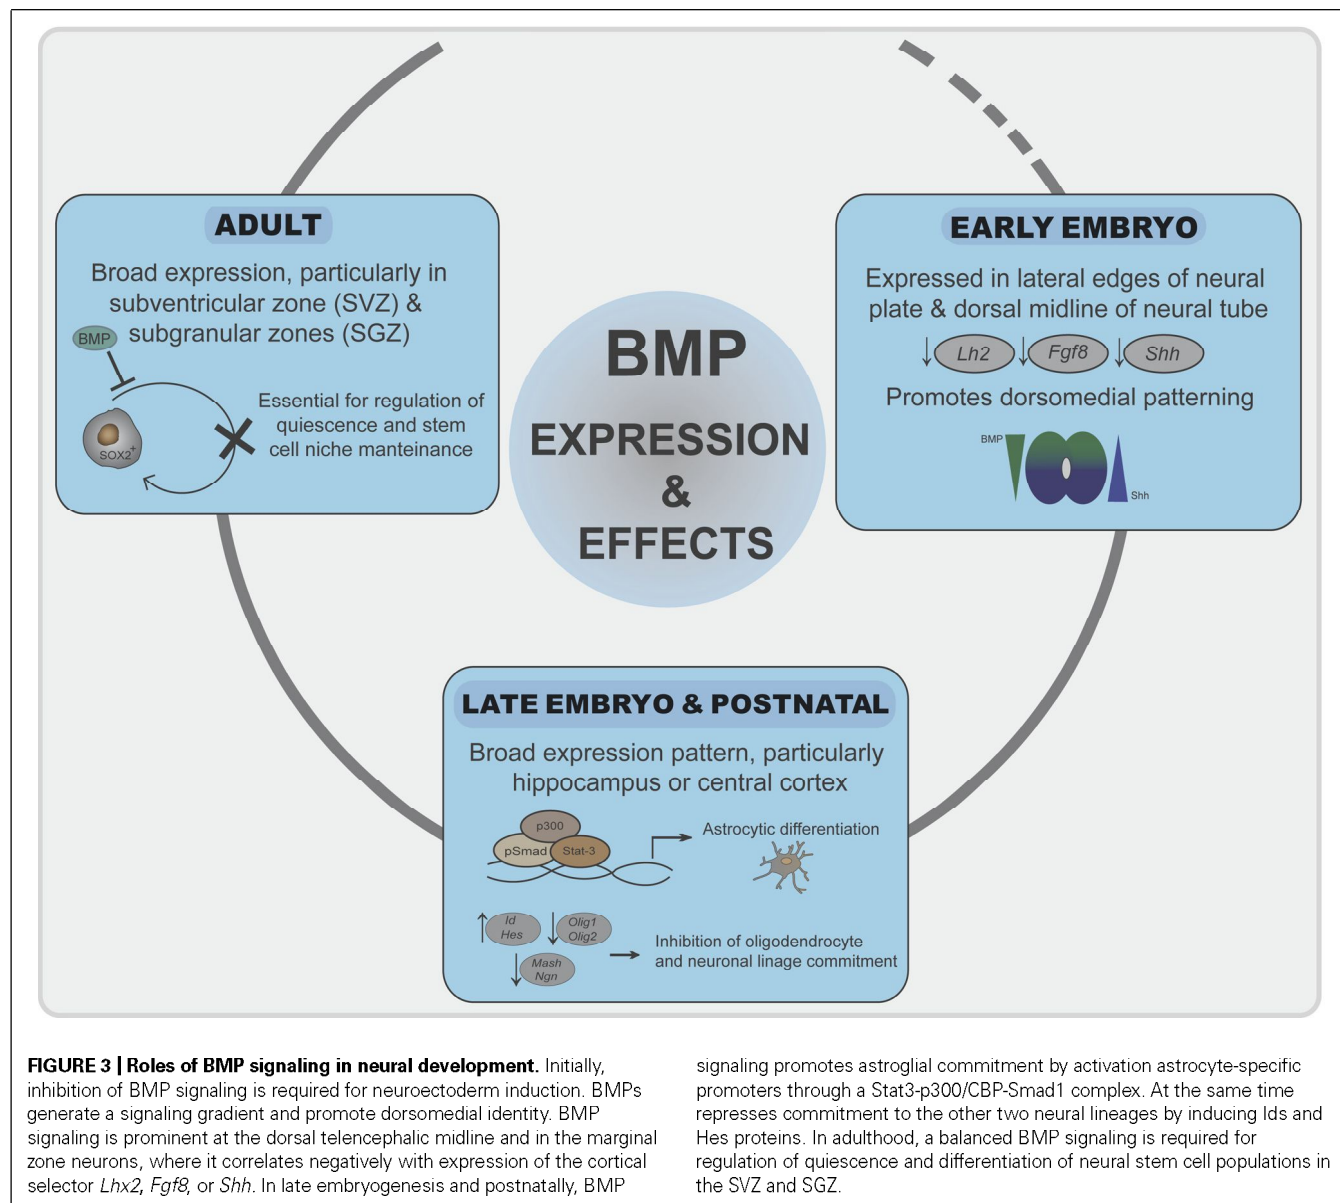 ADULT
Broad expression, particularly in
subventricular zone (SVZ) &
subgranular zones (SGZ)
BMP
SOX2+
Essential for regulation of
quiescence and stem
cell niche manteinance
BMP
EXPRESSION
&
EFFECTS
EARLY EMBRYO
Expressed in lateral edges of neural
plate & dorsal midline of neural tube
↓ Lh2 ↓ Fgf8 ↓ Shh
Promotes dorsomedial patterning
BMP
Shh
LATE EMBRYO & POSTNATAL
Broad expression pattern, particularly
hippocampus or central cortex
p300
pSmad Stat-3
Astrocytic differentiation
Id
Hes
Olig1
Olig2
Mash
Ngn
Inhibition of oligodendrocyte
and neuronal linage commitment
FIGURE 3 | Roles of BMP signaling in neural development. Initially,
inhibition of BMP signaling is required for neuroectoderm induction. BMPs
generate a signaling gradient and promote dorsomedial identity. BMP
signaling is prominent at the dorsal telencephalic midline and in the marginal
zone neurons, where it correlates negatively with expression of the cortical
selector Lhx2, Fgf8, or Shh. In late embryogenesis and postnatally, BMP
signaling promotes astroglial commitment by activation astrocyte-specific
promoters through a Stat3-p300/CBP-Smad1 complex. At the same time
represses commitment to the other two neural lineages by inducing Ids and
Hes proteins. In adulthood, a balanced BMP signaling is required for
regulation of quiescence and differentiation of neural stem cell populations in
the SVZ and SGZ.